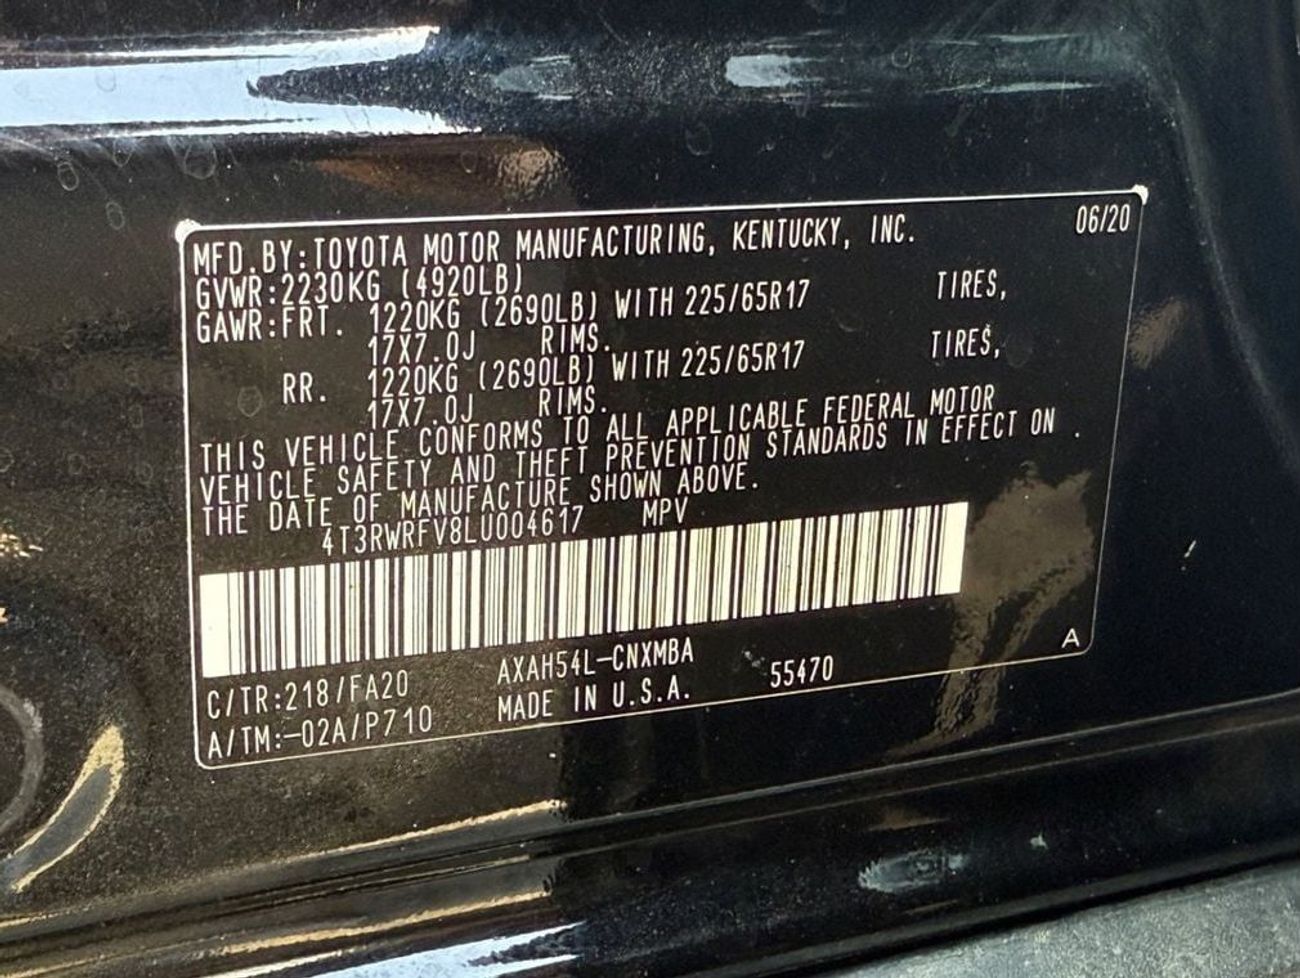 MFD.BY:TOYOTA MOTOR MANUFACTURING, KENTUCKY, INC. 06/20
GVWR:2230KG (4920LB)
GAWR:FRT. 1220KG (2690LB) WITH 225/65R17 TIRES,
17X7.0J RIMS.
RR. 1220KG (2690LB) WITH 225/65R17 TIRES,
17X7.0J RIMS.
THIS VEHICLE CONFORMS TO ALL APPLICABLE FEDERAL MOTOR
VEHICLE SAFETY AND THEFT PREVENTION STANDARDS IN EFFECT ON
THE DATE OF MANUFACTURE SHOWN ABOVE.
4T3RWRFV8LU004617 MPV
C/TR:218/FA20 AXAH54L-CNXMBA
A/TM:-02A/P710 MADE IN U.S.A. 55470
A